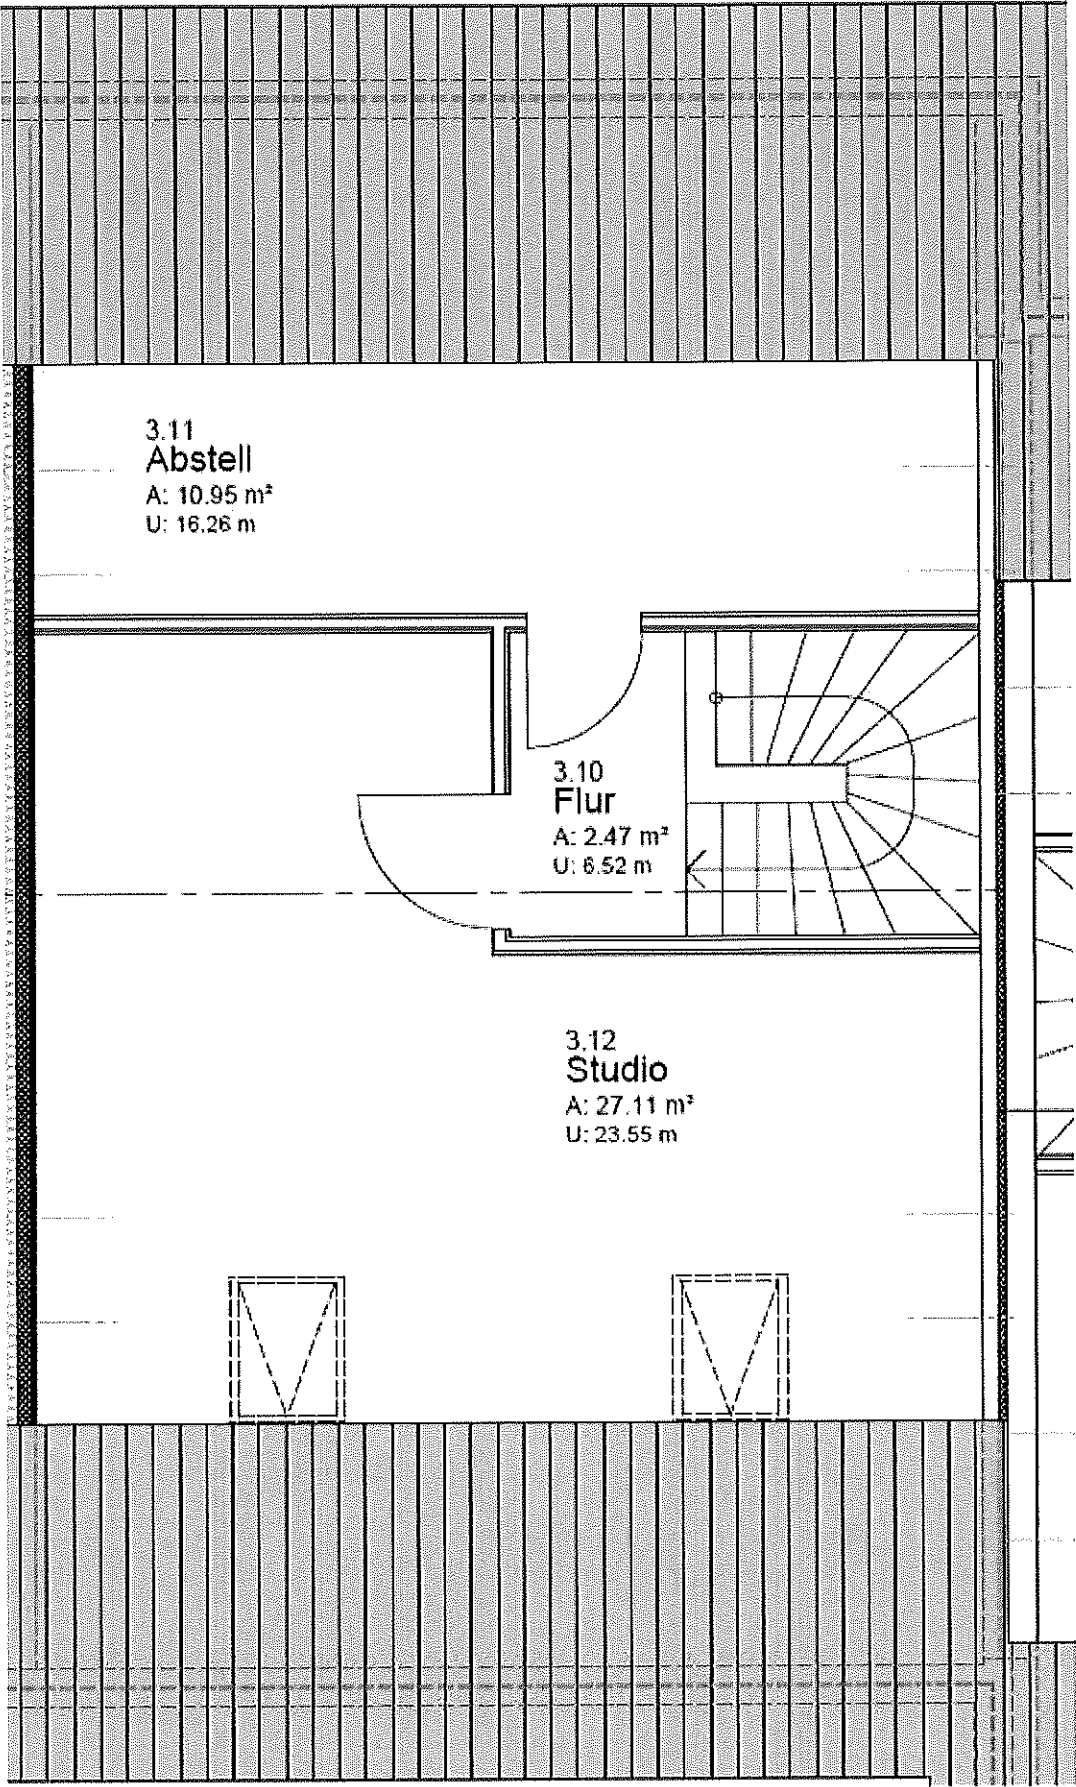 3.11
Abstell
A: 10.95 m²
U: 16.26 m
3.10
Flur
A: 2.47 m²
U: 6.52 m
3.12
Studio
A: 27.11 m²
U: 23.55 m